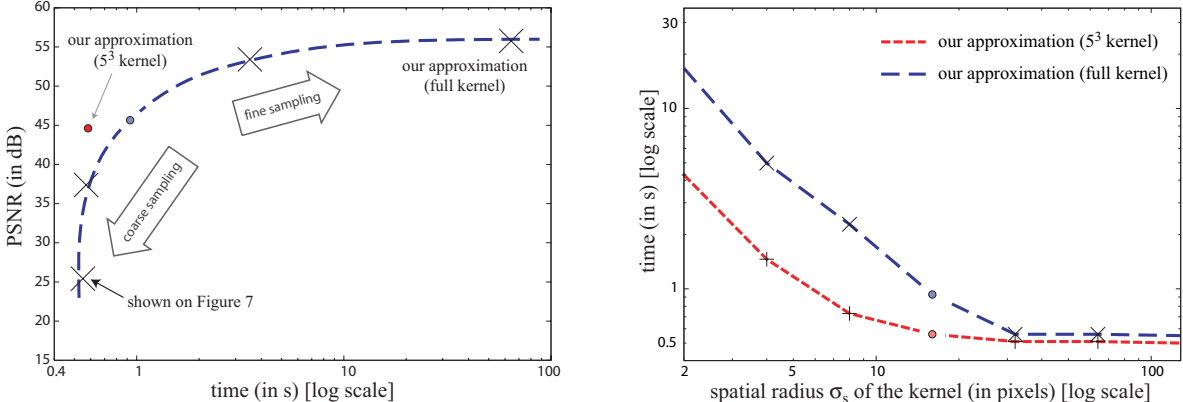 60
55
50
45
40
35
30
25
20
15
PSNR (in dB)
our approximation
(5³ kernel)
our approximation
(full kernel)
fine sampling
coarse sampling
shown on Figure 7
0.4
1
10
100
time (in s) [log scale]
30
10
1
0.5
time (in s) [log scale]
our approximation (5³ kernel)
our approximation (full kernel)
2
5
10
50
100
spatial radius σs of the kernel (in pixels) [log scale]